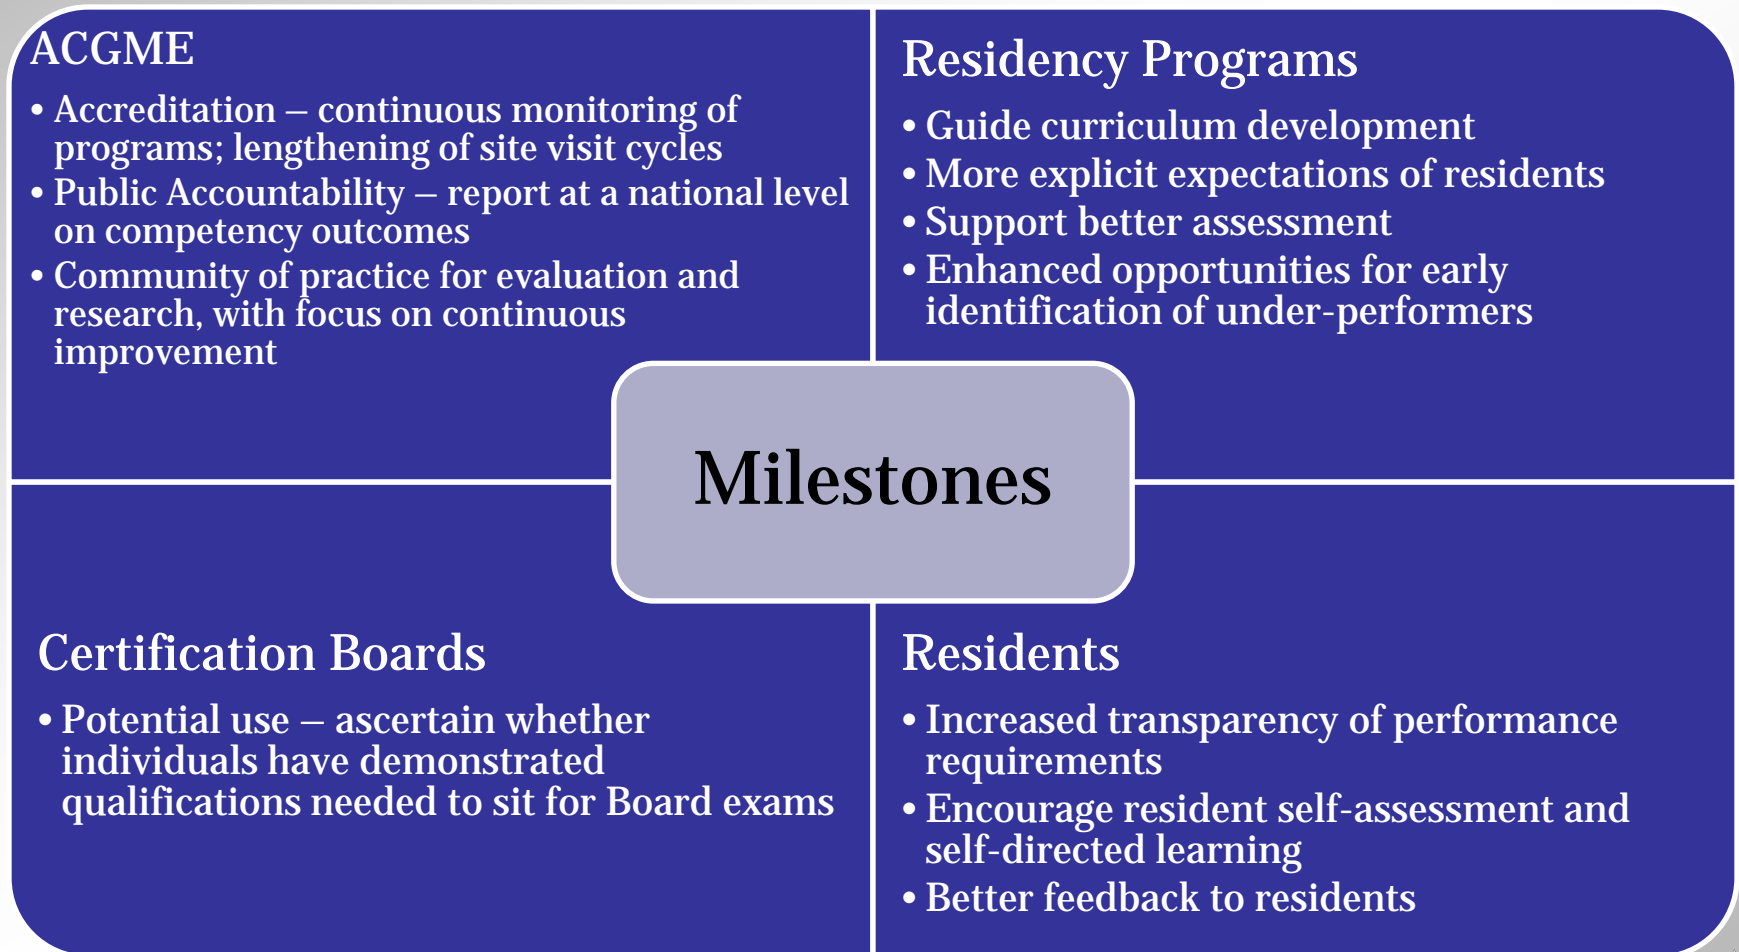 ACGME
• Accreditation – continuous monitoring of
programs; lengthening of site visit cycles
• Public Accountability – report at a national level
on competency outcomes
• Community of practice for evaluation and
research, with focus on continuous
improvement
Residency Programs
• Guide curriculum development
• More explicit expectations of residents
• Support better assessment
• Enhanced opportunities for early
identification of under-performers
Milestones
Certification Boards
• Potential use – ascertain whether
individuals have demonstrated
qualifications needed to sit for Board exams
Residents
• Increased transparency of performance
requirements
• Encourage resident self-assessment and
self-directed learning
• Better feedback to residents